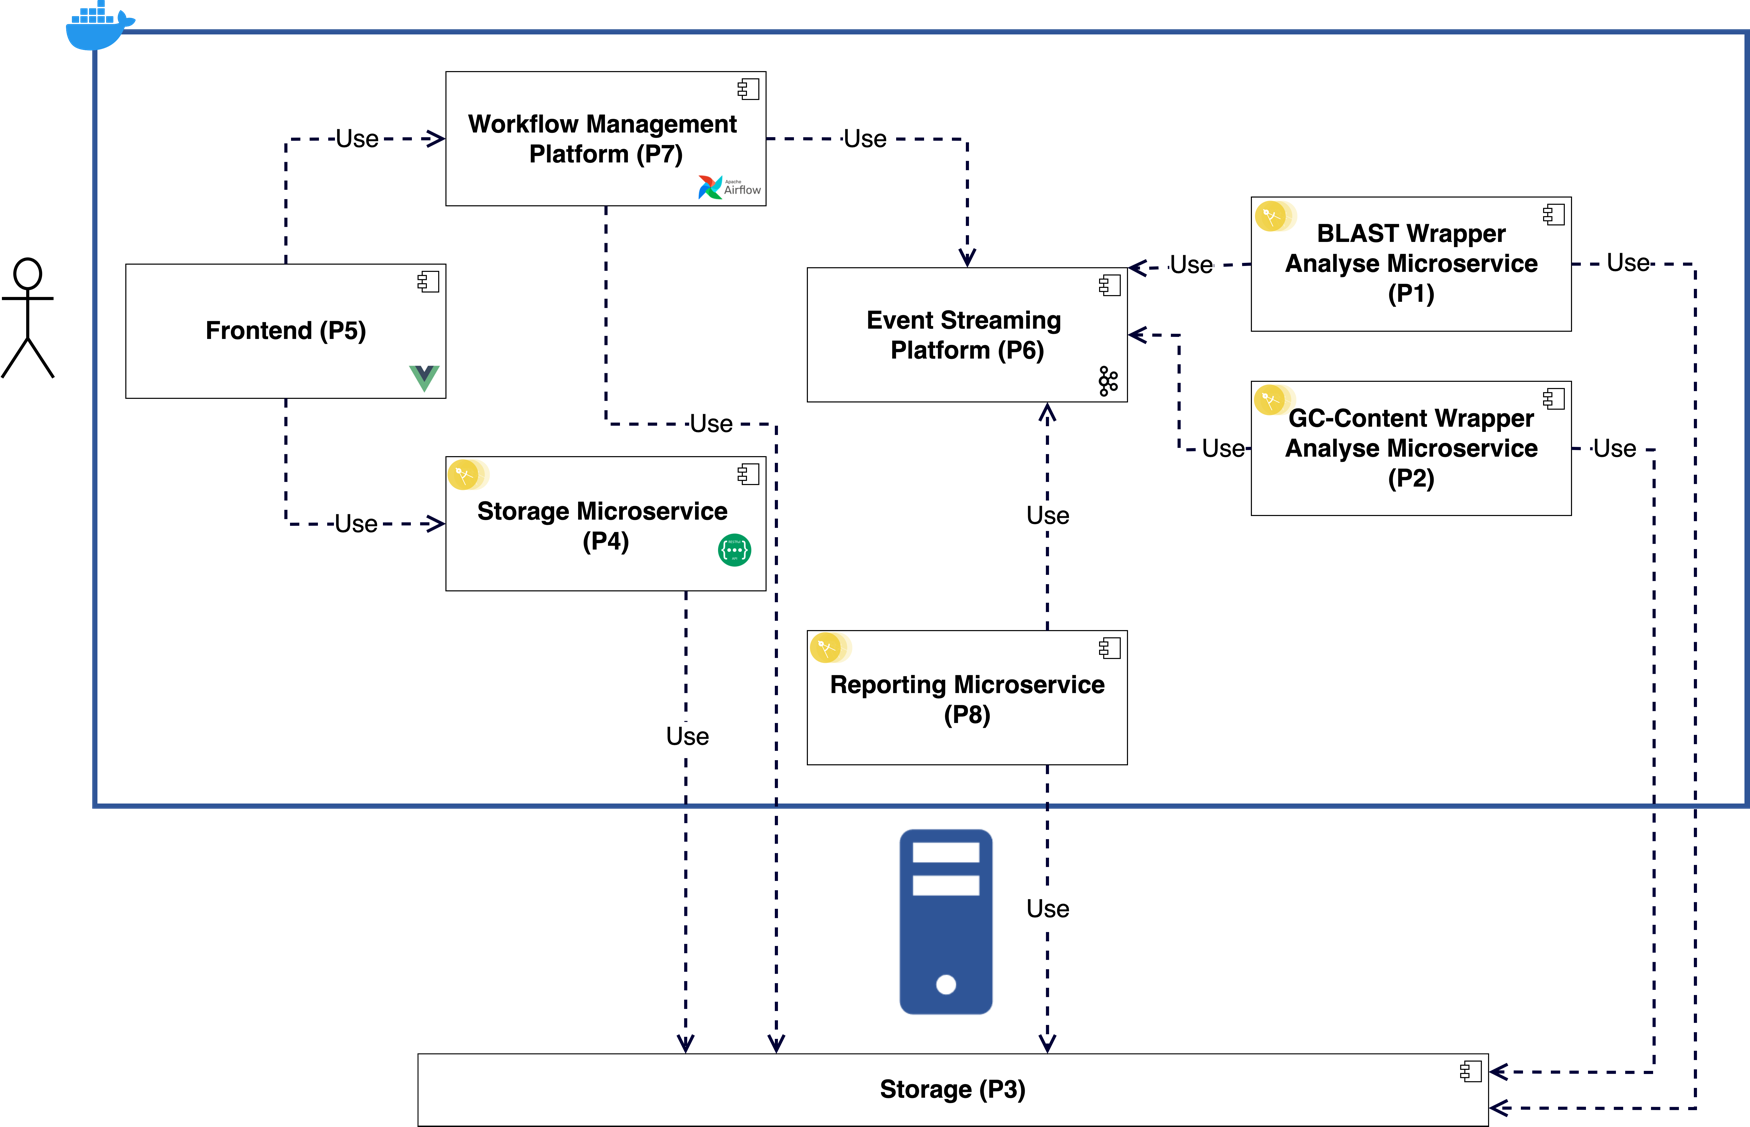 Workflow Management
Platform (P7)
Apache
Airflow
Use
Use
BLAST Wrapper
Analyse Microservice
(P1)
Use
Use
Frontend (P5)
Event Streaming
Platform (P6)
GC-Content Wrapper
Analyse Microservice
(P2)
Use
Use
Use
Storage Microservice
(P4)
{•••}
Use
Use
Reporting Microservice
(P8)
Use
Use
Storage (P3)